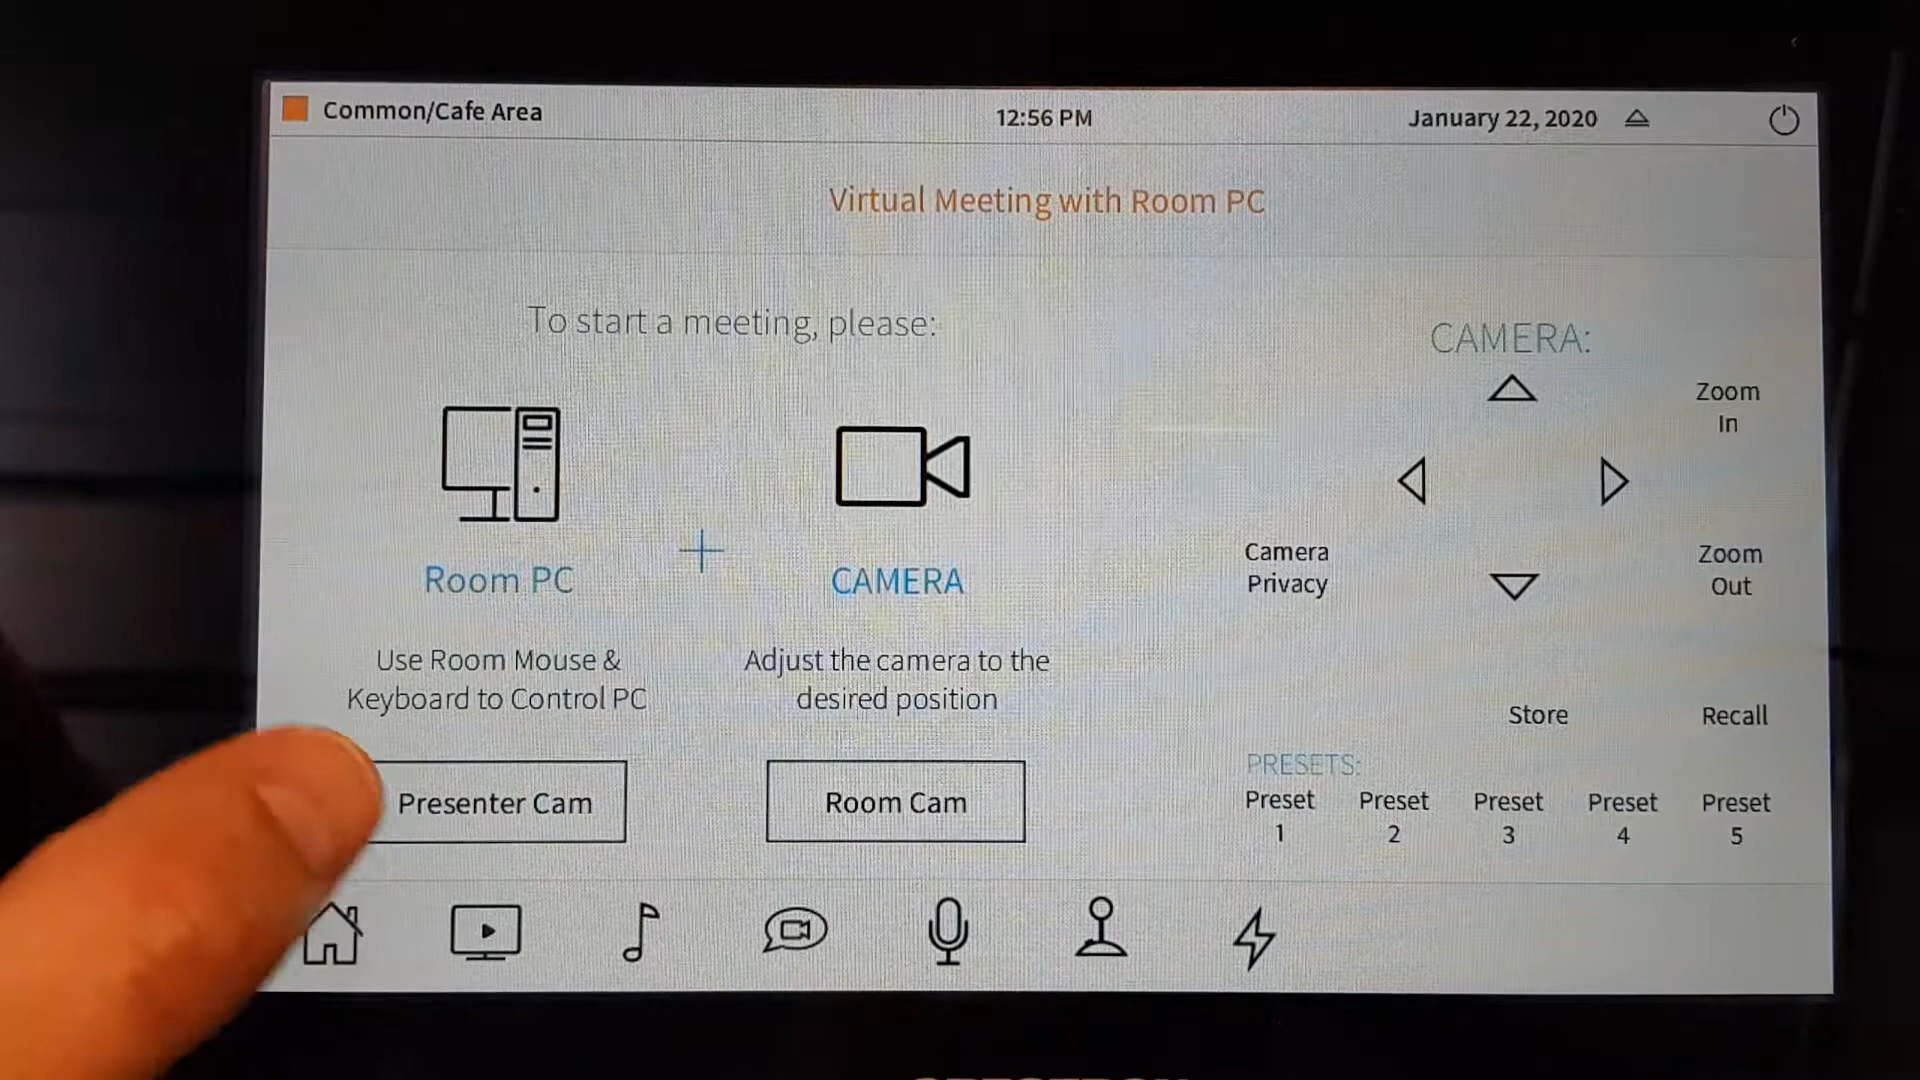 Common/Cafe Area
12:56 PM
January 22, 2020
Virtual Meeting with Room PC
To start a meeting, please:
Room PC
CAMERA
Use Room Mouse &
Keyboard to Control PC
Adjust the camera to the
desired position
Presenter Cam
Room Cam
CAMERA:
Zoom
In
Camera
Privacy
Zoom
Out
Store
Recall
PRESETS:
Preset
1
Preset
2
Preset
3
Preset
4
Preset
5